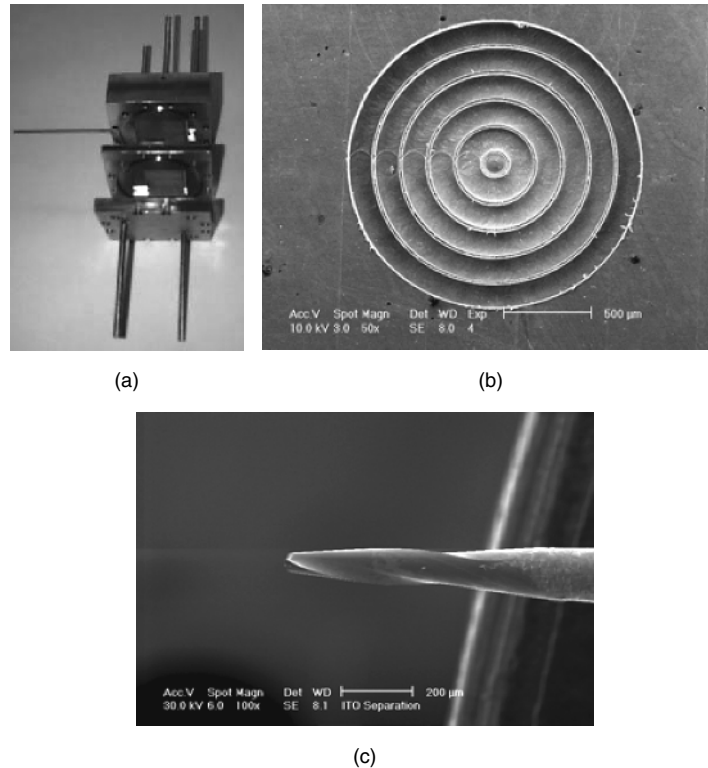 (a)
Acc.V Spot Magn Det WD Exp
10.0 kV 3.0 50x SE 8.0 4 500 µm
(b)
Acc.V Spot Magn Det WD 200 µm
30.0 kV 6.0 100x SE 8.1 ITO Separation
(c)